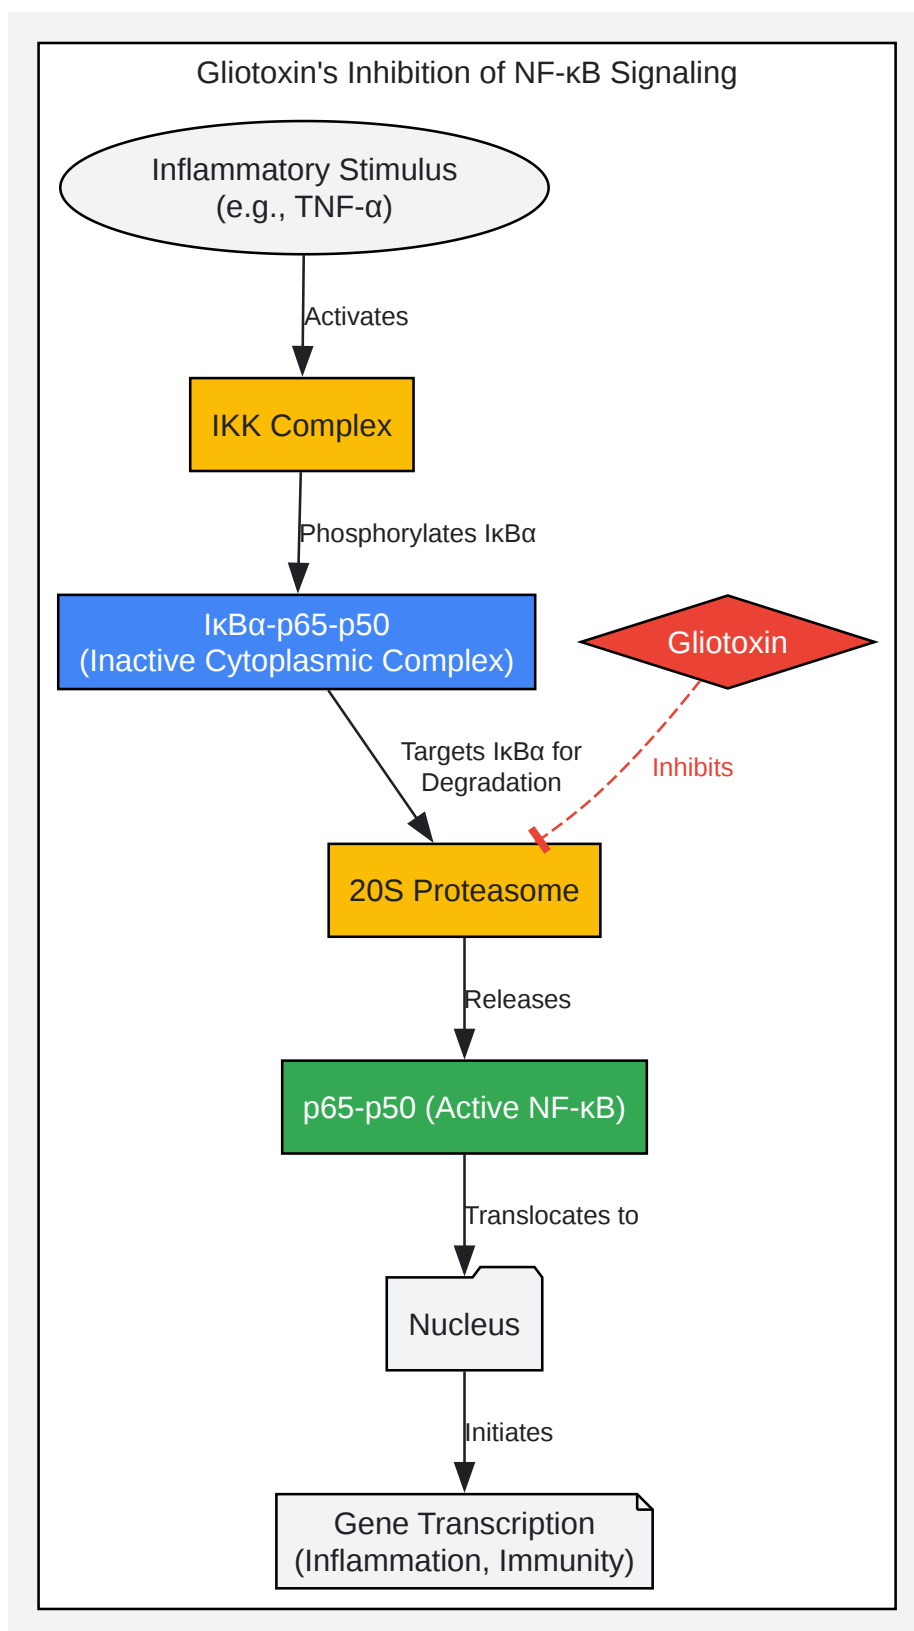 Gliotoxin's Inhibition of NF-κB Signaling
Inflammatory Stimulus
(e.g., TNF-α)
Activates
IKK Complex
Phosphorylates IκBα
IκBα-p65-p50
(Inactive Cytoplasmic Complex)
Gliotoxin
Targets IκBα for
Degradation
Inhibits
20S Proteasome
Releases
p65-p50 (Active NF-κB)
Translocates to
Nucleus
Initiates
Gene Transcription
(Inflammation, Immunity)